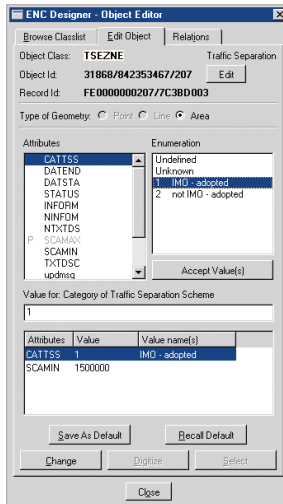 ENC Designer - Object Editor
Browse Classlist Edit Object Relations
Object Class: TSEZNE Traffic Separation
Object Id: 31868/842353467/207 Edit
Record Id: FE0000000207/7C3BD003
Type of Geometry: Point Line Area
Attributes Enumeration
CATTSS Undefined
DATEND Unknown
DATSTA 1 IMO - adopted
STATUS 2 not IMO - adopted
INFORM
NINFOM
NTXTDS
P SCAMAX
SCAMIN
TXTDSC Accept Value(s)
updmsg
Value for: Category of Traffic Separation Scheme
1
Attributes Value Value name(s)
CATTSS 1 IMO - adopted
SCAMIN 1500000
Save As Default Recall Default
Change Digitize Select
Close